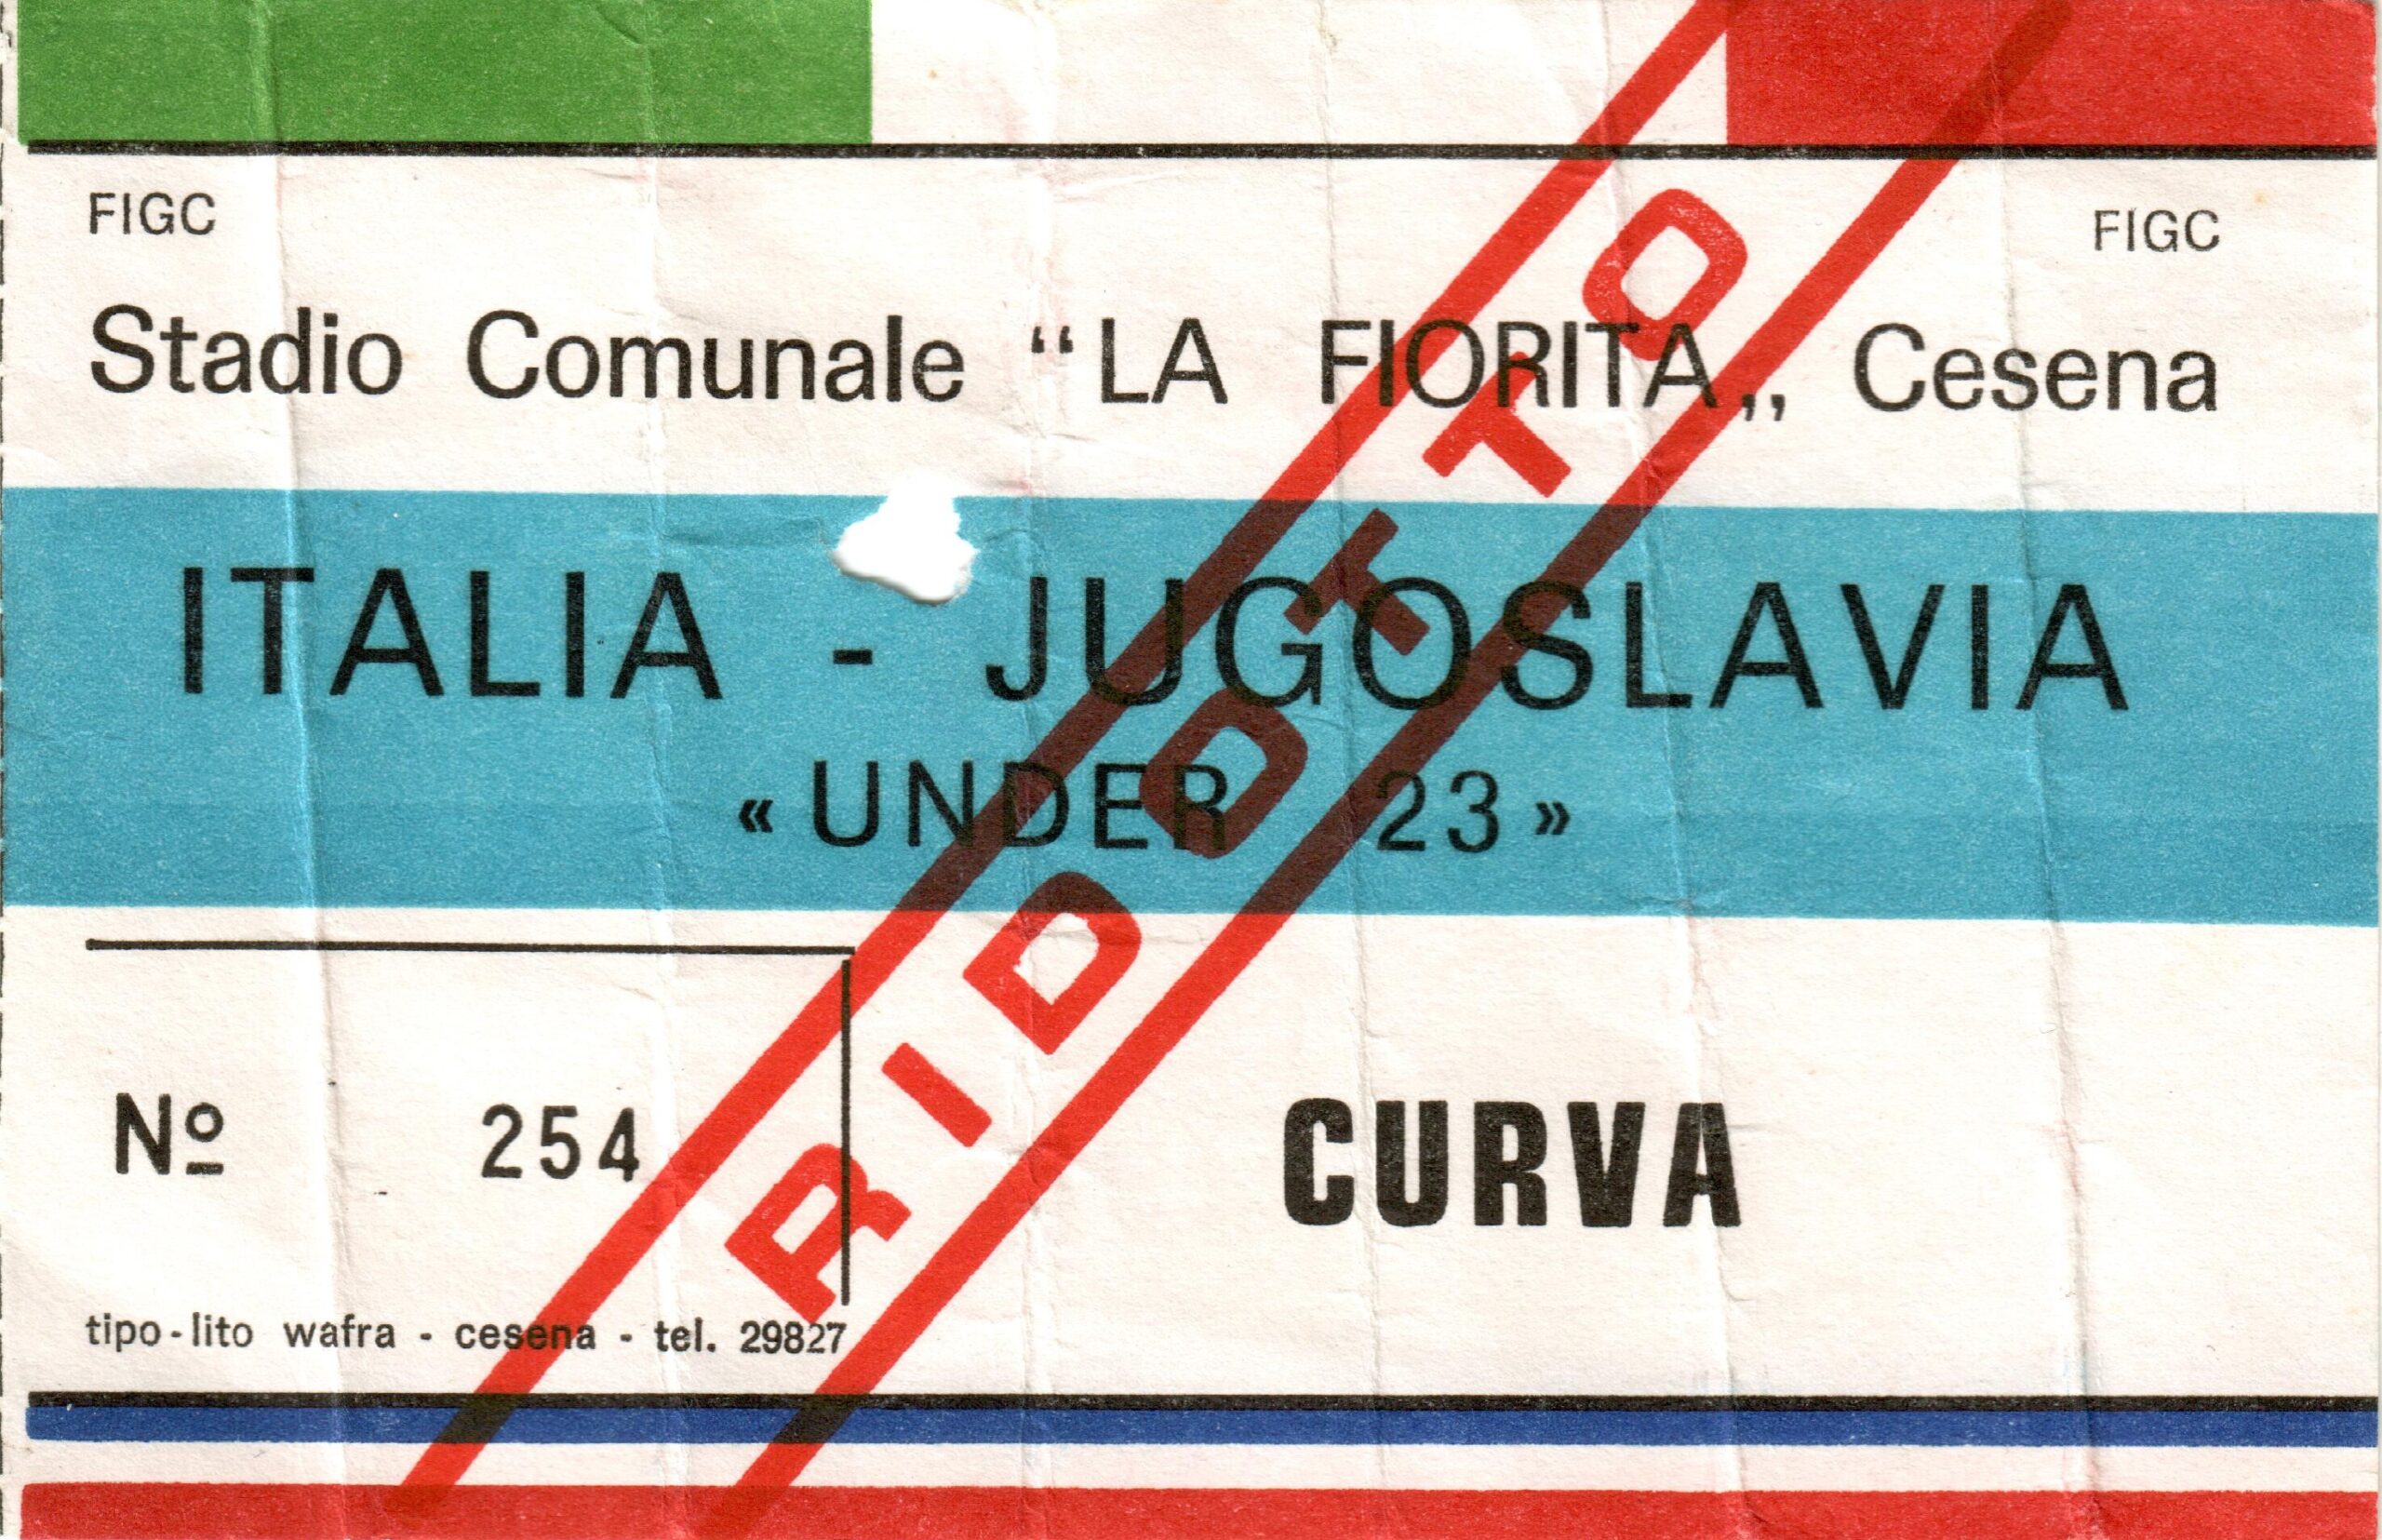 FIGC FIGC
Stadio Comunale “LA FIORITA„ Cesena
ITALIA - JUGOSLAVIA
« UNDER 23 »
RIDOTTO
Nº 254
CURVA
tipo-lito wafra - cesena - tel. 29827